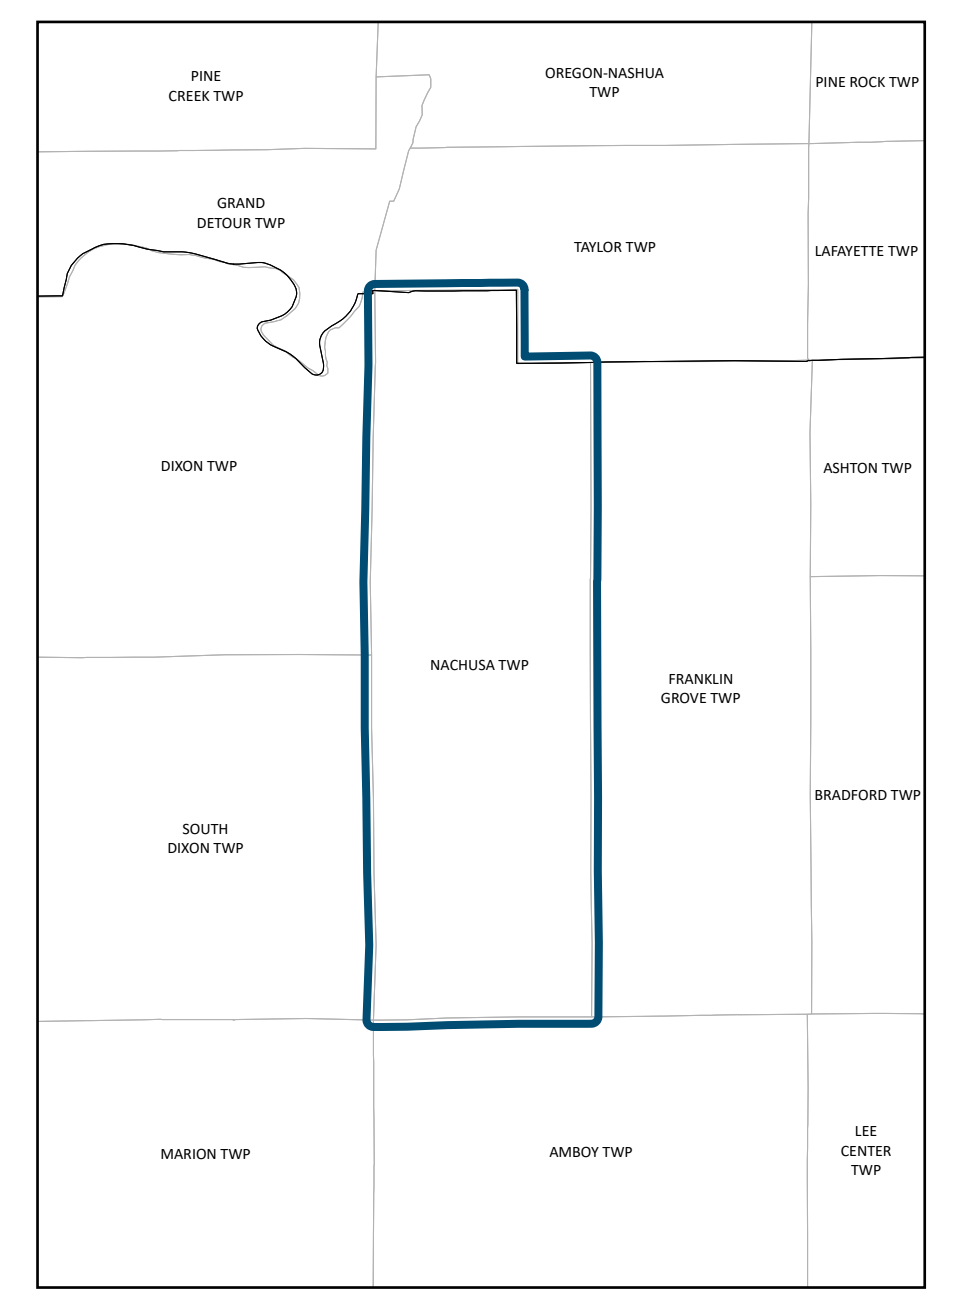 PINE
CREEK TWP
OREGON-NASHUA
TWP
PINE ROCK TWP
GRAND
DETOUR TWP
TAYLOR TWP
LAFAYETTE TWP
DIXON TWP
ASHTON TWP
NACHUSA TWP
FRANKLIN
GROVE TWP
BRADFORD TWP
SOUTH
DIXON TWP
MARION TWP
AMBOY TWP
LEE
CENTER
TWP